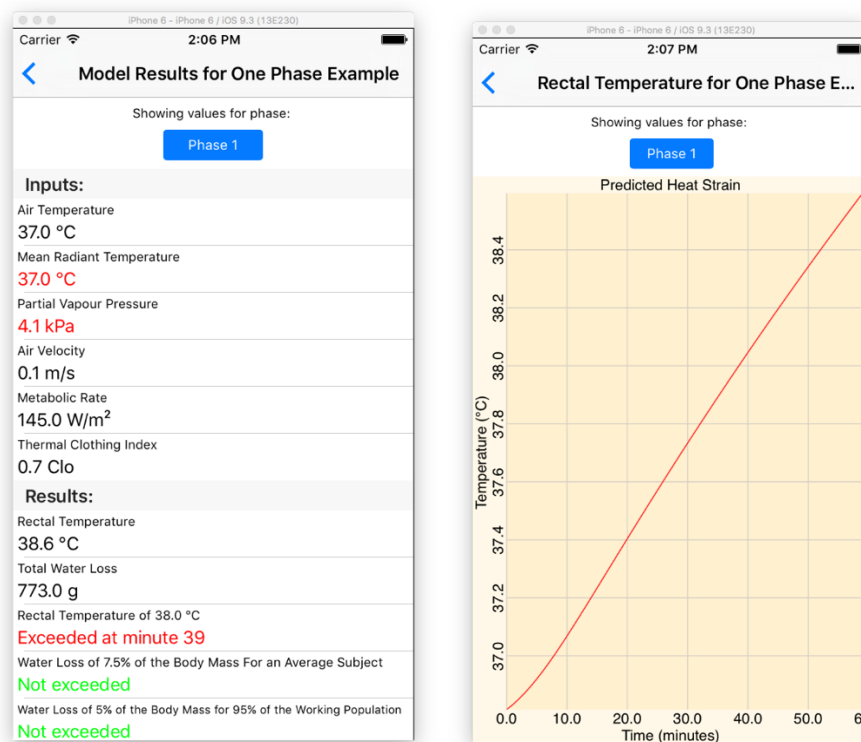 iPhone 6 – iPhone 6 / iOS 9.3 (13E230)
Carrier 2:06 PM
Model Results for One Phase Example
Showing values for phase:
Phase 1
Inputs:
Air Temperature
37.0 °C
Mean Radiant Temperature
37.0 °C
Partial Vapour Pressure
4.1 kPa
Air Velocity
0.1 m/s
Metabolic Rate
145.0 W/m²
Thermal Clothing Index
0.7 Clo
Results:
Rectal Temperature
38.6 °C
Total Water Loss
773.0 g
Rectal Temperature of 38.0 °C
Exceeded at minute 39
Water Loss of 7.5% of the Body Mass For an Average Subject
Not exceeded
Water Loss of 5% of the Body Mass for 95% of the Working Population
Not exceeded
iPhone 6 – iPhone 6 / iOS 9.3 (13E230)
Carrier 2:07 PM
Rectal Temperature for One Phase E...
Showing values for phase:
Phase 1
Predicted Heat Strain
Temperature (°C)
38.4
38.2
38.0
37.8
37.6
37.4
37.2
37.0
0.0 10.0 20.0 30.0 40.0 50.0 6
Time (minutes)